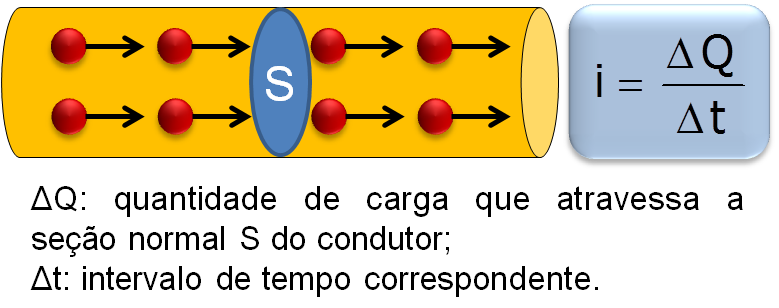 S
i = ΔQ / Δt
ΔQ: quantidade de carga que atravessa a
seção normal S do condutor;
Δt: intervalo de tempo correspondente.